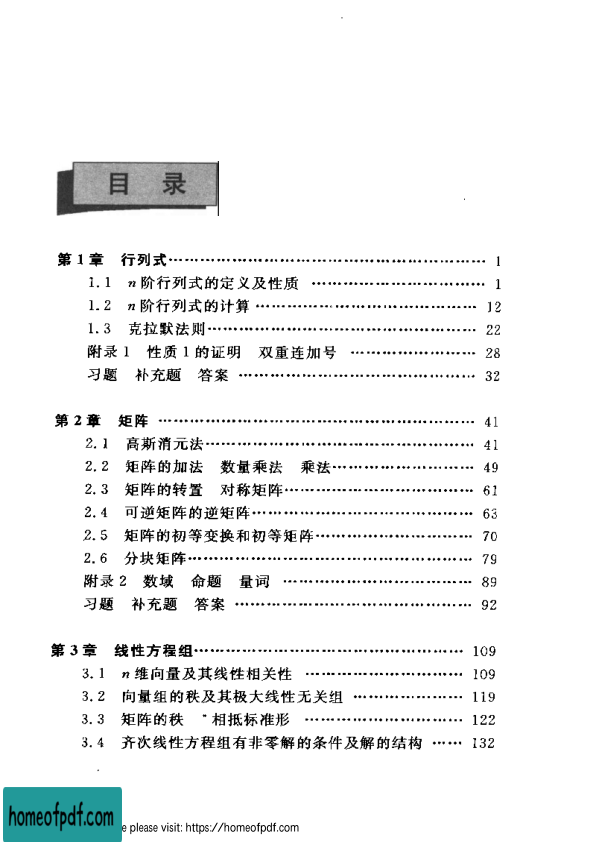 目 录
第1章 行列式 …… 1
1.1 n阶行列式的定义及性质 …… 1
1.2 n阶行列式的计算 …… 12
1.3 克拉默法则 …… 22
附录1 性质1的证明 双重连加号 …… 28
习题 补充题 答案 …… 32
第2章 矩阵 …… 41
2.1 高斯消元法 …… 41
2.2 矩阵的加法 数量乘法 乘法 …… 49
2.3 矩阵的转置 对称矩阵 …… 61
2.4 可逆矩阵的逆矩阵 …… 63
2.5 矩阵的初等变换和初等矩阵 …… 70
2.6 分块矩阵 …… 79
附录2 数域 命题 量词 …… 89
习题 补充题 答案 …… 92
第3章 线性方程组 …… 109
3.1 n维向量及其线性相关性 …… 109
3.2 向量组的秩及其极大线性无关组 …… 119
3.3 矩阵的秩 *相抵标准形 …… 122
3.4 齐次线性方程组有非零解的条件及解的结构 …… 132
homeofpdf.com
e please visit: https://homeofpdf.com